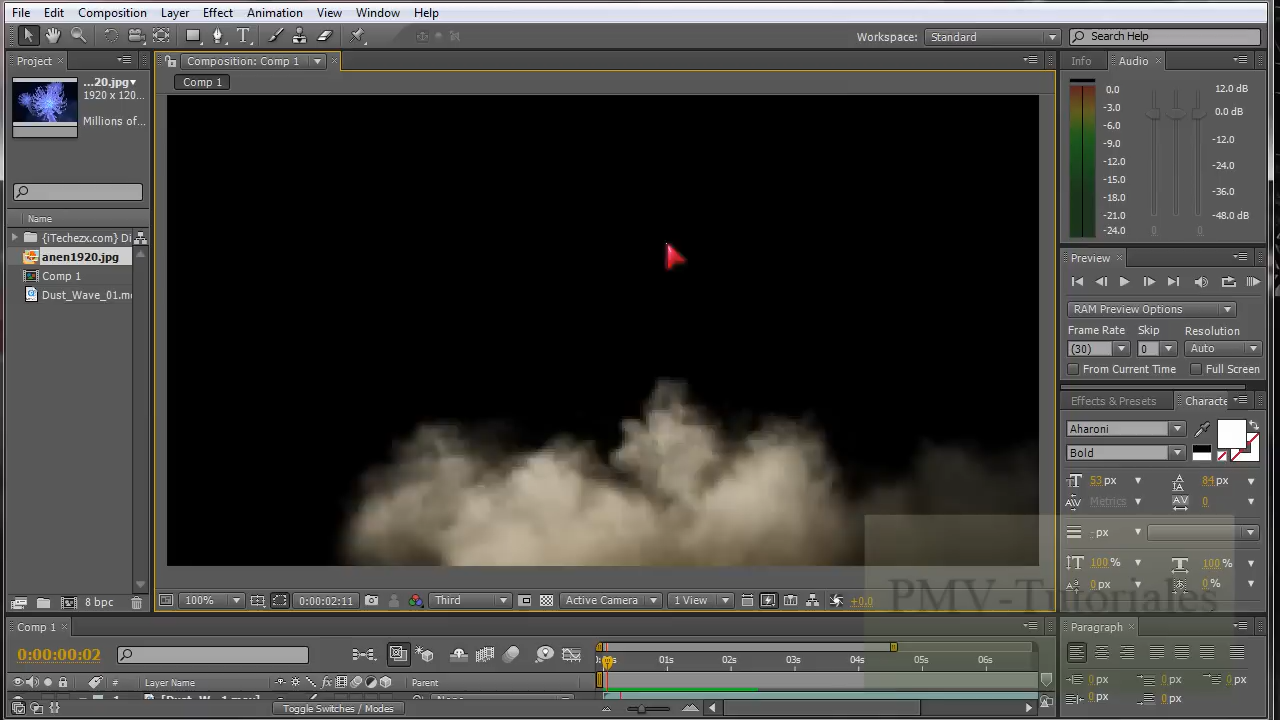 File Edit Composition Layer Effect Animation View Window Help
Workspace: Standard Search Help
Project Composition: Comp 1 Info Audio
...20.jpg▾ Comp 1
1920 x 120...
Millions of...
0.0 12.0 dB
-3.0 0.0 dB
-6.0
-9.0 -12.0
-12.0
-15.0 -24.0
-18.0 -36.0
-21.0 -48.0 dB
-24.0 0 0
Name
{iTechezx.com} Di
anen1920.jpg
Comp 1
Dust_Wave_01.m
Preview
RAM Preview Options
Frame Rate Skip Resolution
(30) 0 Auto
From Current Time Full Screen
Effects & Presets Characte
Aharoni
Bold
53 px 84 px
Metrics 0
- px
100 % 100 %
0 px 0 %
8 bpc 100% 0:00:02:11 Third Active Camera 1 View +0.0
PMV-Tutoriales
Comp 1 Paragraph
0:00:00:02 01s 02s 03s 04s 05s 06s
# Layer Name Parent
0 px 0 px 0 px
0 px 0 px
Toggle Switches / Modes